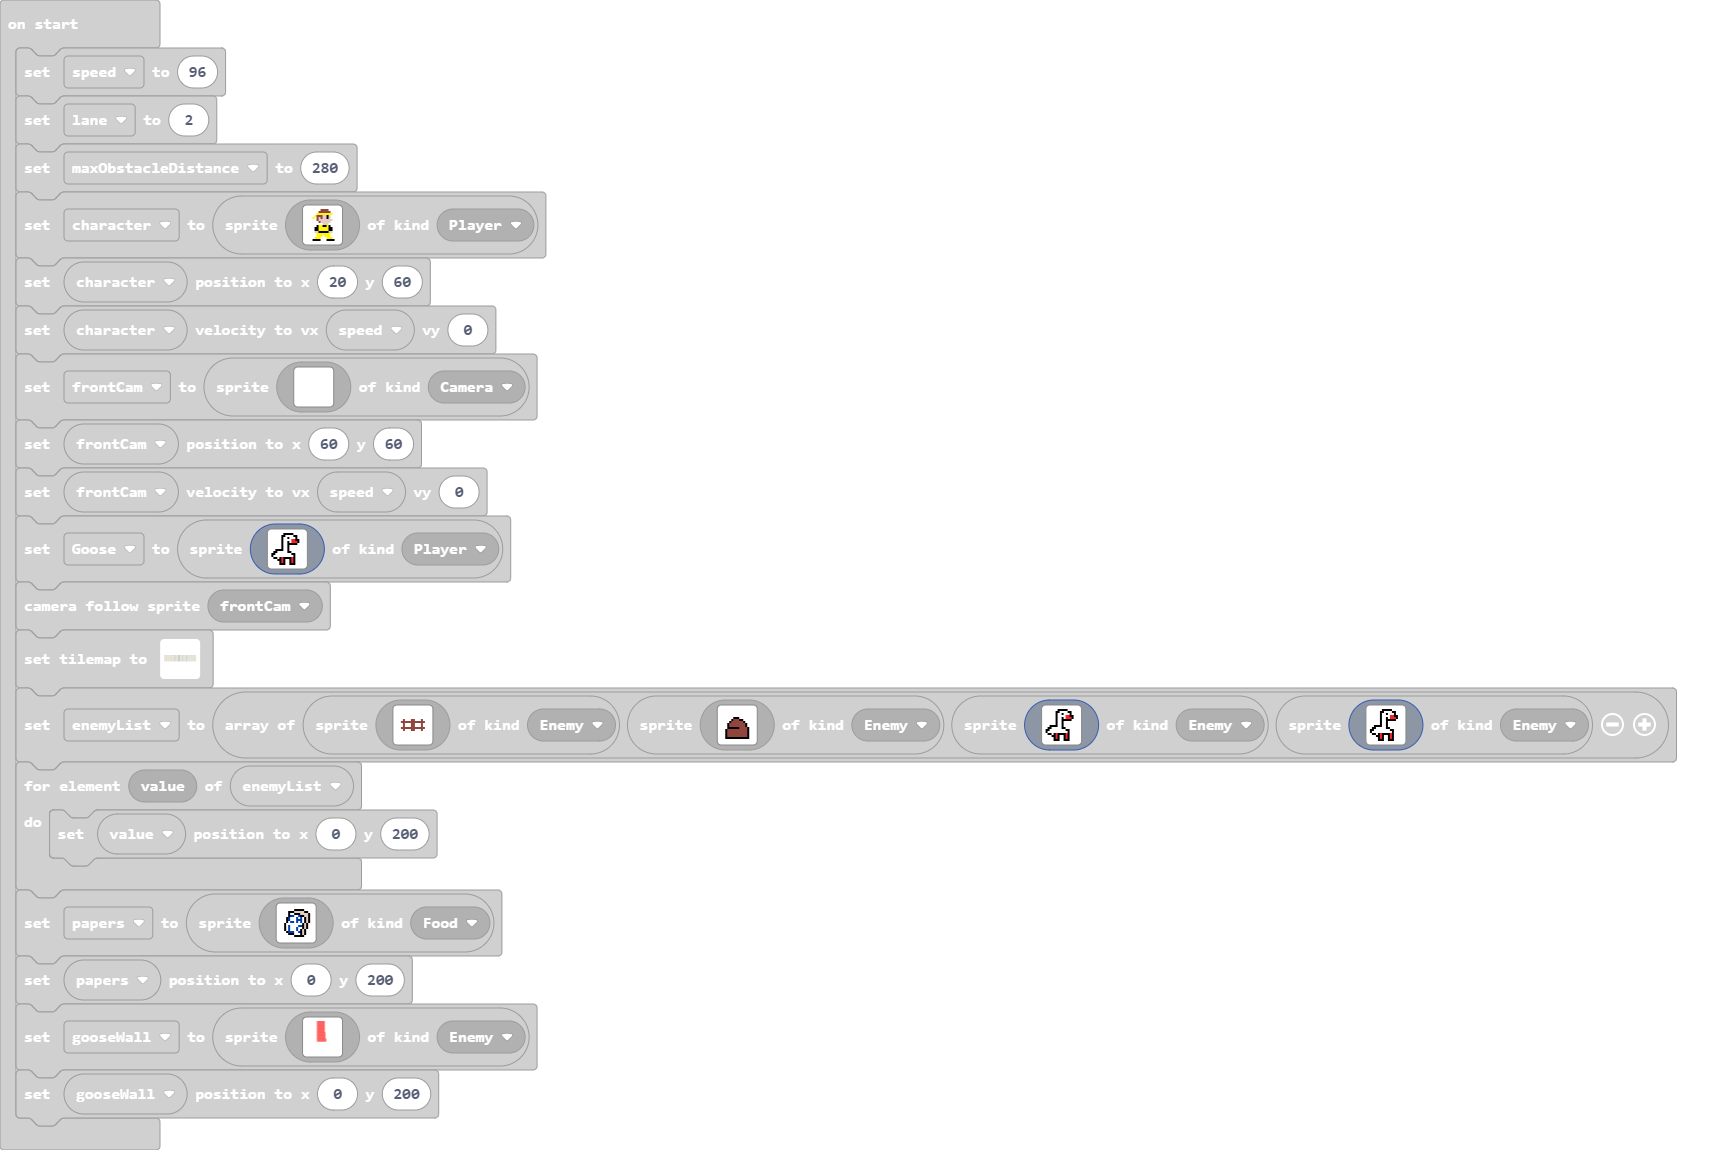 on start
set speed to 96
set lane to 2
set maxObstacleDistance to 280
set character to sprite of kind Player
set character position to x 20 y 60
set character velocity to vx speed vy 0
set frontCam to sprite of kind Camera
set frontCam position to x 60 y 60
set frontCam velocity to vx speed vy 0
set Goose to sprite of kind Player
camera follow sprite frontCam
set tilemap to
set enemyList to array of sprite of kind Enemy sprite of kind Enemy sprite of kind Enemy sprite of kind Enemy
for element value of enemyList
do set value position to x 0 y 200
set papers to sprite of kind Food
set papers position to x 0 y 200
set gooseWall to sprite of kind Enemy
set gooseWall position to x 0 y 200